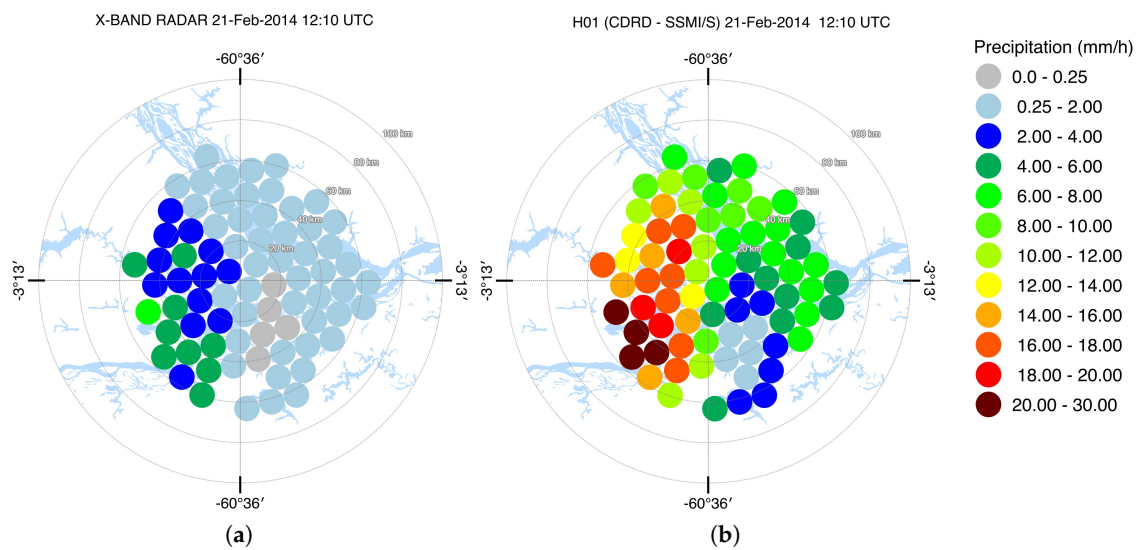 X-BAND RADAR 21-Feb-2014 12:10 UTC
H01 (CDRD - SSMI/S) 21-Feb-2014 12:10 UTC
-60°36′
-60°36′
Precipitation (mm/h)
0.0 - 0.25
0.25 - 2.00
2.00 - 4.00
4.00 - 6.00
6.00 - 8.00
8.00 - 10.00
10.00 - 12.00
12.00 - 14.00
14.00 - 16.00
16.00 - 18.00
18.00 - 20.00
20.00 - 30.00
100 km
80 km
60 km
40 km
20 km
100 km
80 km
60 km
40 km
20 km
-3°13′
-3°13′
-3°13′
-3°13′
-60°36′
-60°36′
(a)
(b)